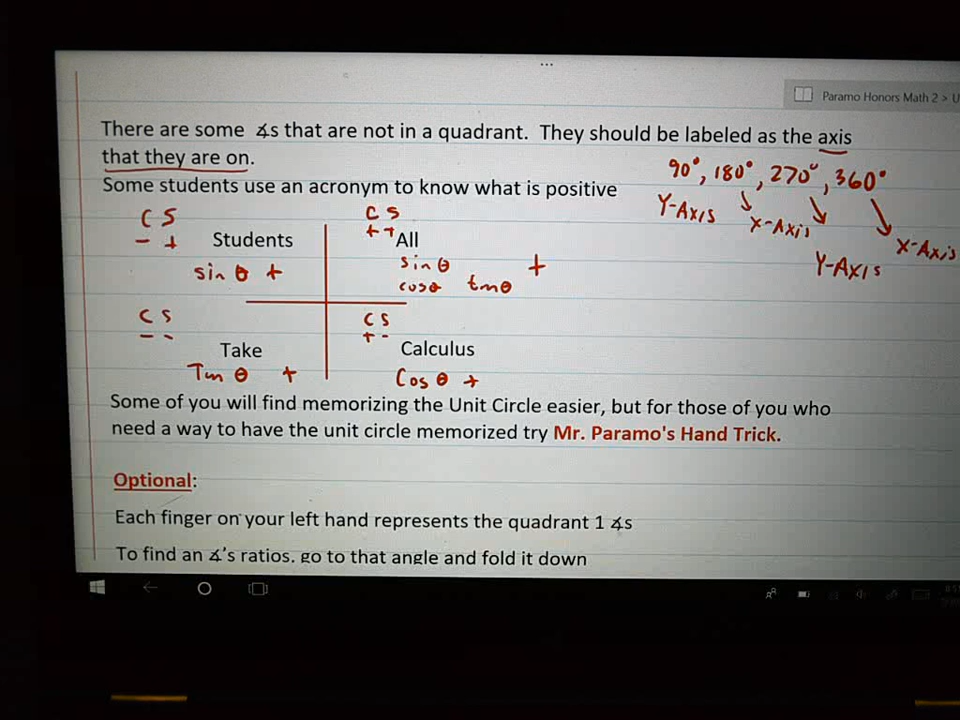 ...
Paramo Honors Math 2 > U
There are some ∡s that are not in a quadrant. They should be labeled as the axis
that they are on.
90°, 180°, 270°, 360°
Y-AXIS X-AXIS Y-AXIS X-AXIS
Some students use an acronym to know what is positive
C S
- +
Students
sin θ +
C S
+ +
All
sin θ +
cos θ tan θ
C S
- -
Take
Tan θ +
C S
+ -
Calculus
Cos θ +
Some of you will find memorizing the Unit Circle easier, but for those of you who
need a way to have the unit circle memorized try Mr. Paramo's Hand Trick.
Optional:
Each finger on your left hand represents the quadrant 1 ∡s
To find an ∡'s ratios, go to that angle and fold it down